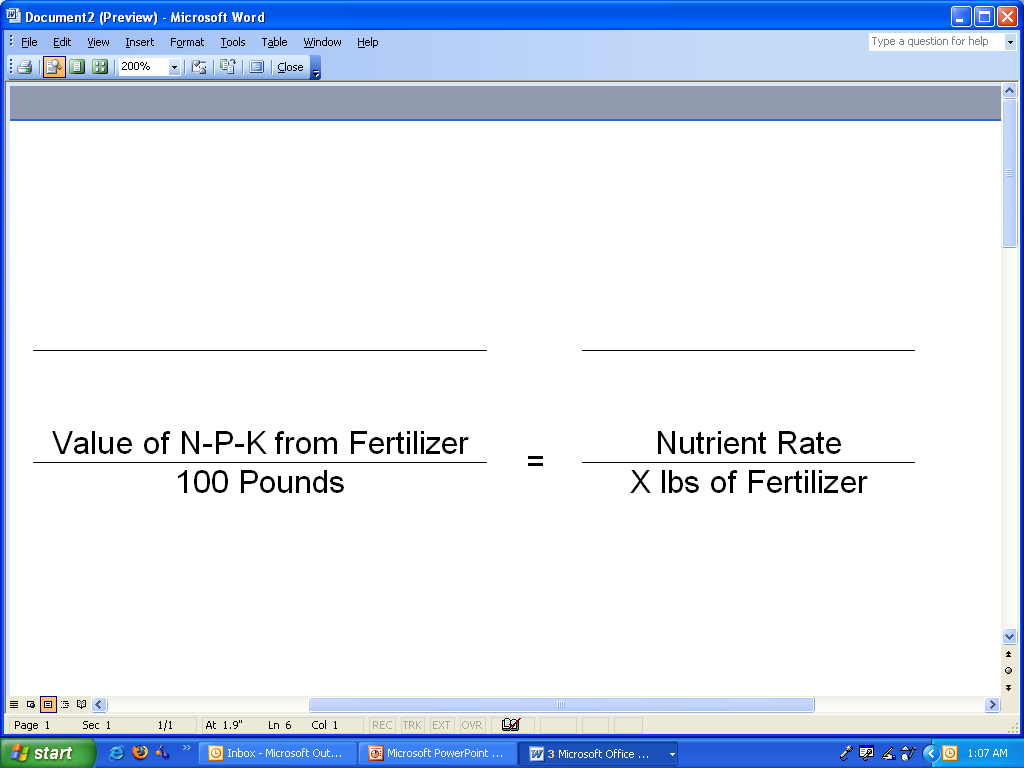 Document2 (Preview) - Microsoft Word
File Edit View Insert Format Tools Table Window Help
Type a question for help
200% Close
Value of N-P-K from Fertilizer = Nutrient Rate
100 Pounds X lbs of Fertilizer
Page 1 Sec 1 1/1 At 1.9" Ln 6 Col 1 REC TRK EXT OVR
start Inbox - Microsoft Out... Microsoft PowerPoint ... 3 Microsoft Office ... 1:07 AM